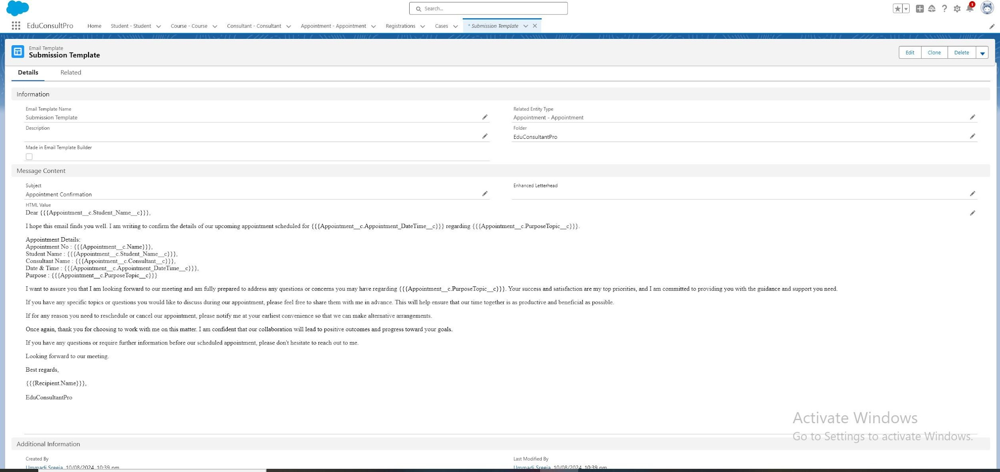 Search...
1
EduConsultPro
Home
Student - Student
Course - Course
Consultant - Consultant
Appointment - Appointment
Registrations
Cases
* Submission Template
Email Template
Submission Template
Edit
Clone
Delete
Details
Related
Information
Email Template Name
Submission Template
Related Entity Type
Appointment - Appointment
Description
Folder
EduConsultantPro
Made in Email Template Builder
Message Content
Subject
Appointment Confirmation
Enhanced Letterhead
HTML Value
Dear {{{Appointment__c.Student_Name__c}}},
I hope this email finds you well. I am writing to confirm the details of our upcoming appointment scheduled for {{{Appointment__c.Appointment_DateTime__c}}} regarding {{{Appointment__c.PurposeTopic__c}}}.
Appointment Details:
Appointment No : {{{Appointment__c.Name}}},
Student Name : {{{Appointment__c.Student_Name__c}}},
Consultant Name : {{{Appointment__c.Consultant__c}}},
Date & Time : {{{Appointment__c.Appointment_DateTime__c}}},
Purpose : {{{Appointment__c.PurposeTopic__c}}}
I want to assure you that I am looking forward to our meeting and am fully prepared to address any questions or concerns you may have regarding {{{Appointment__c.PurposeTopic__c}}}. Your success and satisfaction are my top priorities, and I am committed to providing you with the guidance and support you need.
If you have any specific topics or questions you would like to discuss during our appointment, please feel free to share them with me in advance. This will help ensure that our time together is as productive and beneficial as possible.
If for any reason you need to reschedule or cancel our appointment, please notify me at your earliest convenience so that we can make alternative arrangements.
Once again, thank you for choosing to work with me on this matter. I am confident that our collaboration will lead to positive outcomes and progress toward your goals.
If you have any questions or require further information before our scheduled appointment, please don't hesitate to reach out to me.
Looking forward to our meeting.
Best regards,
{{{Recipient.Name}}},
EduConsultantPro
Activate Windows
Go to Settings to activate Windows.
Additional Information
Created By
Ummadi Sreeja, 10/08/2024, 10:39 pm
Last Modified By
Ummadi Sreeja, 10/08/2024, 10:39 pm